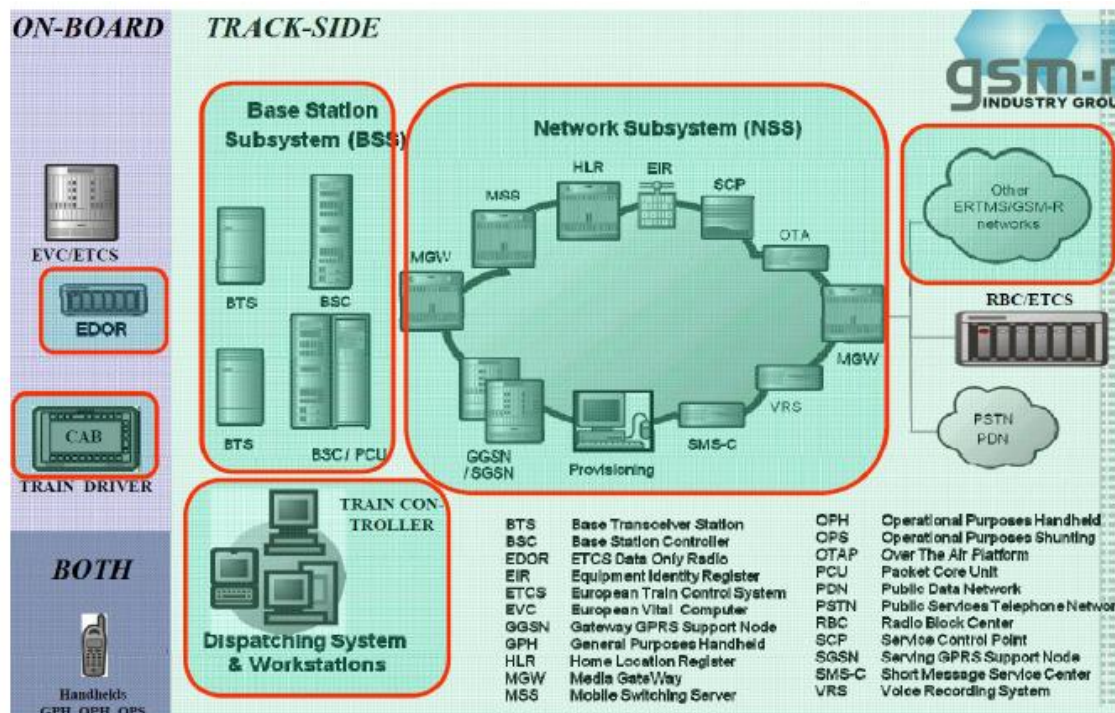 ON-BOARD
TRACK-SIDE
gsm-r
INDUSTRY GROUP
Base Station
Subsystem (BSS)
Network Subsystem (NSS)
EVC/ETCS
EDOR
CAB
TRAIN DRIVER
BOTH
Handhelds
GPH, OPH, OPS
BTS
BSC
BTS
BSC / PCU
MGW
MSS
HLR
EIR
SCP
OTA
MGW
VRS
SMS-C
Provisioning
GGSN
/SGSN
Other
ERTMS/GSM-R
networks
RBC/ETCS
PSTN
PDN
TRAIN CON-
TROLLER
Dispatching System
& Workstations
BTS Base Transceiver Station
BSC Base Station Controller
EDOR ETCS Data Only Radio
EIR Equipment Identity Register
ETCS European Train Control System
EVC European Vital Computer
GGSN Gateway GPRS Support Node
GPH General Purposes Handheld
HLR Home Location Register
MGW Media GateWay
MSS Mobile Switching Server
OPH Operational Purposes Handheld
OPS Operational Purposes Shunting
OTAP Over The Air Platform
PCU Packet Core Unit
PDN Public Data Network
PSTN Public Services Telephone Networ
RBC Radio Block Center
SCP Service Control Point
SGSN Serving GPRS Support Node
SMS-C Short Message Service Center
VRS Voice Recording System